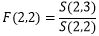 F(2,2) = S(2,3) / S(2,2)